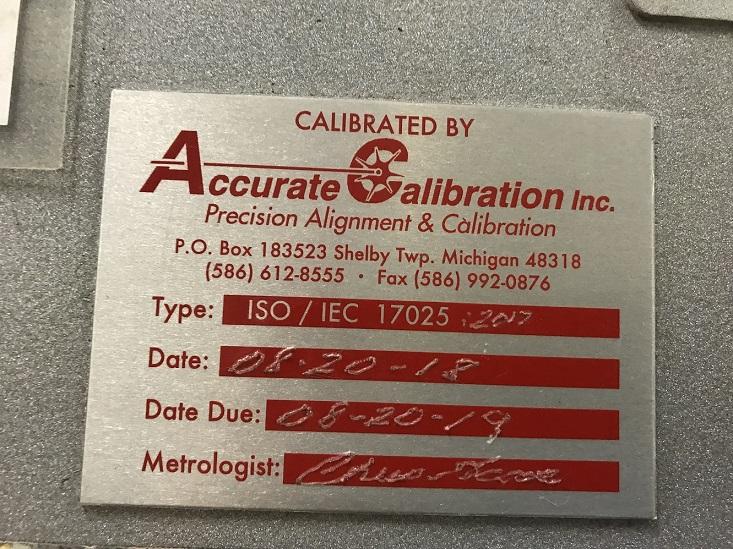 CALIBRATED BY
Accurate Calibration Inc.
Precision Alignment & Calibration
P.O. Box 183523 Shelby Twp. Michigan 48318
(586) 612-8555 · Fax (586) 992-0876
Type: ISO / IEC 17025 :2017
Date: 08-20-18
Date Due: 08-20-19
Metrologist: